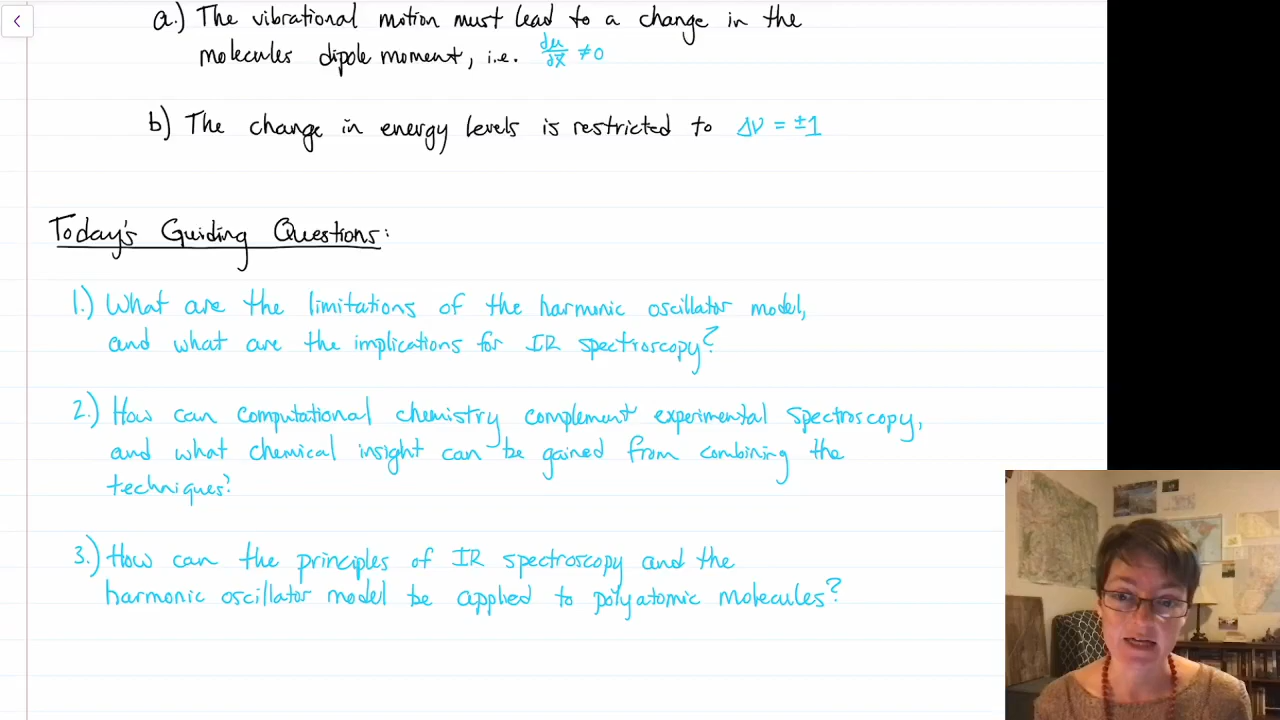 a.) The vibrational motion must lead to a change in the
molecules dipole moment, i.e. dμ/dx ≠ 0
b) The change in energy levels is restricted to Δν = ±1
Today's Guiding Questions:
1.) What are the limitations of the harmonic oscillator model,
and what are the implications for IR spectroscopy?
2.) How can computational chemistry complement experimental spectroscopy,
and what chemical insight can be gained from combining the
techniques?
3.) How can the principles of IR spectroscopy and the
harmonic oscillator model be applied to polyatomic molecules?